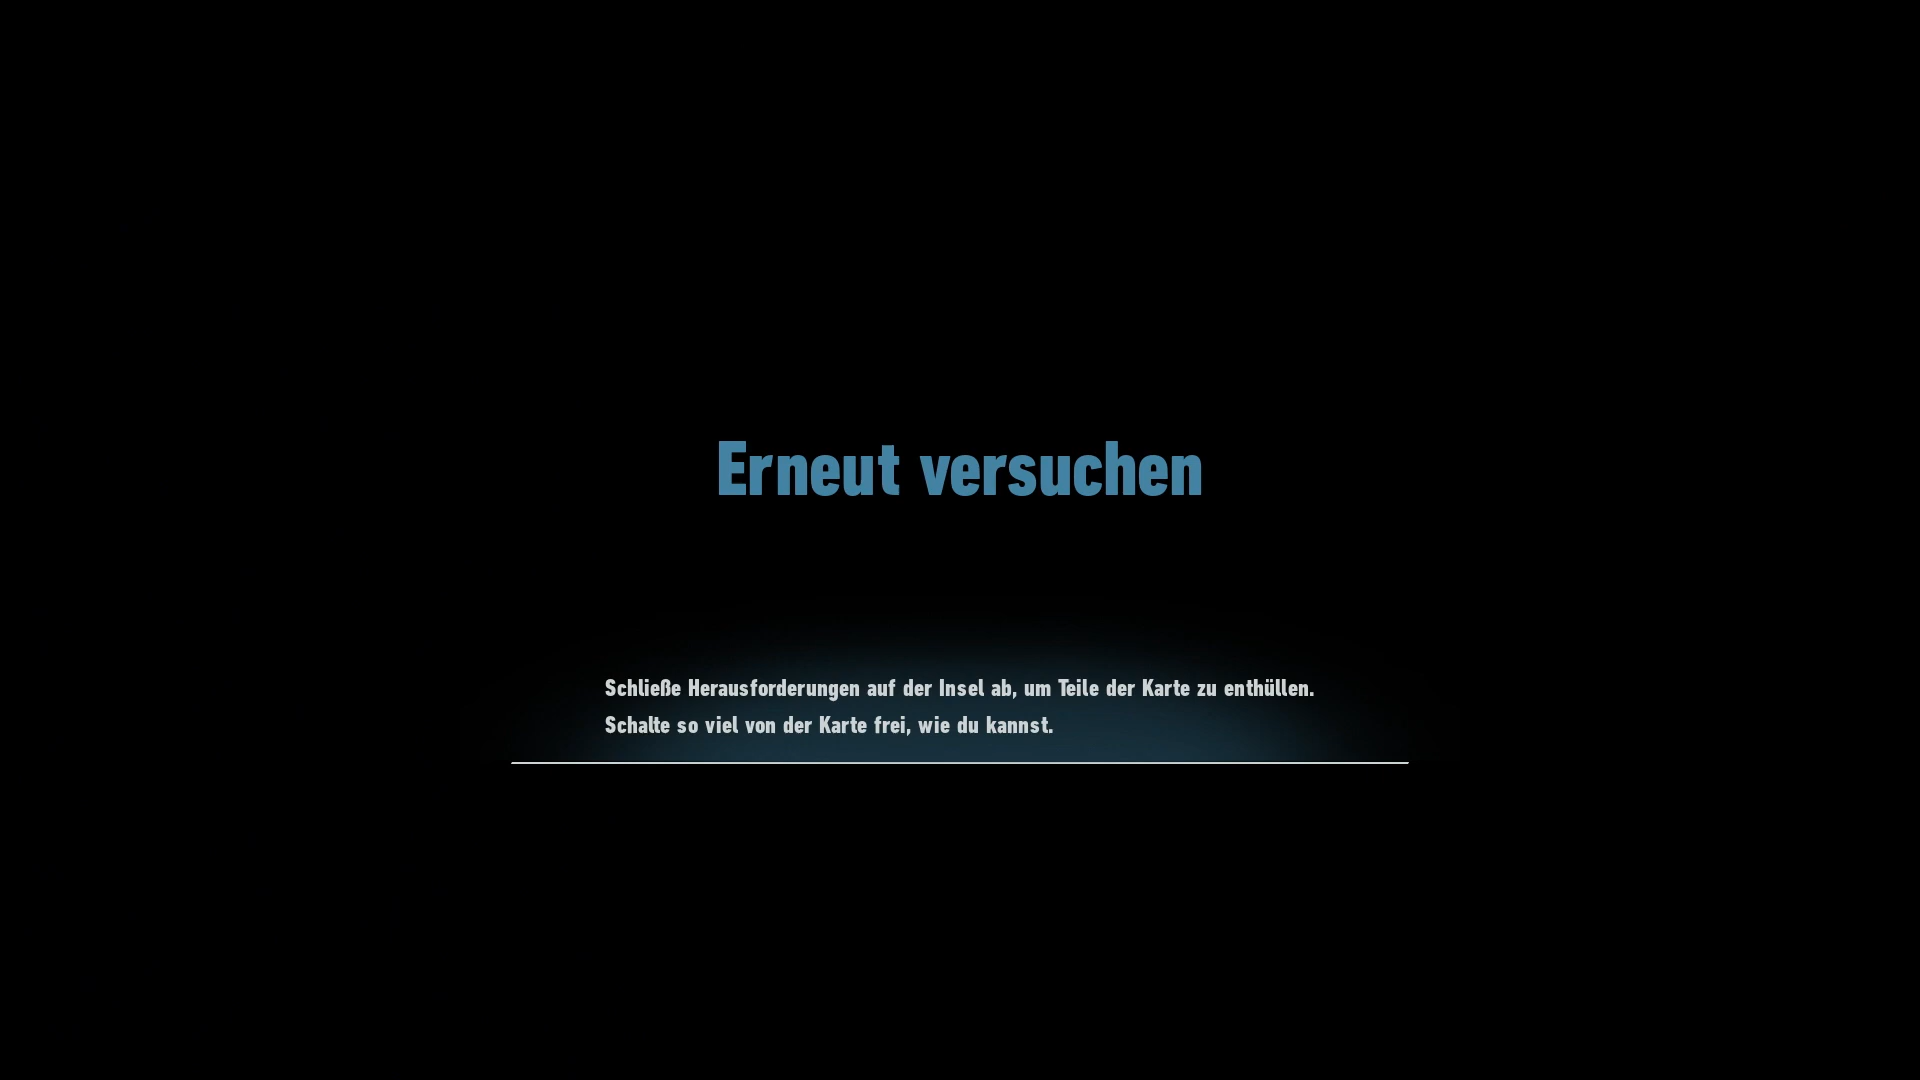 Erneut versuchen
Schließe Herausforderungen auf der Insel ab, um Teile der Karte zu enthüllen.
Schalte so viel von der Karte frei, wie du kannst.